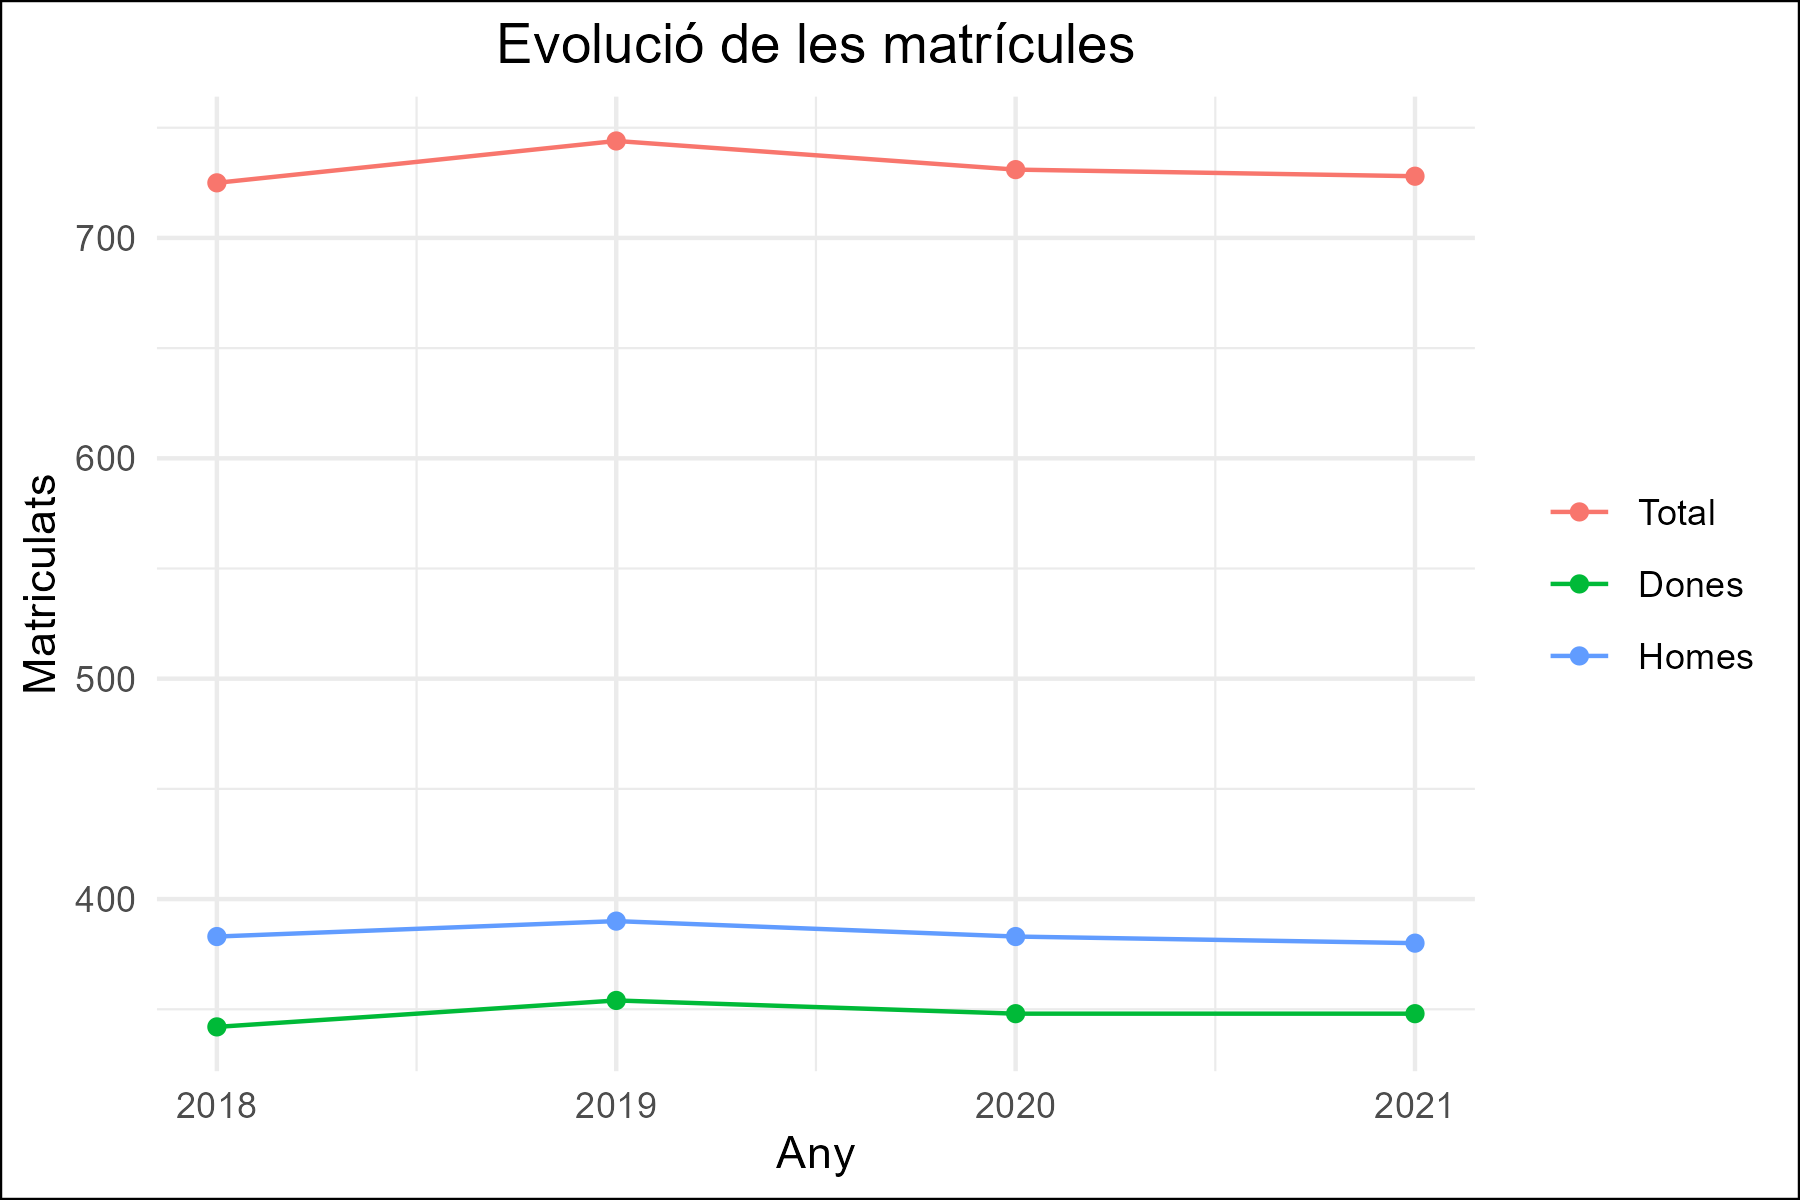 Evolució de les matrícules
Matriculats
700
600
500
400
2018 2019 2020 2021
Any
Total
Dones
Homes